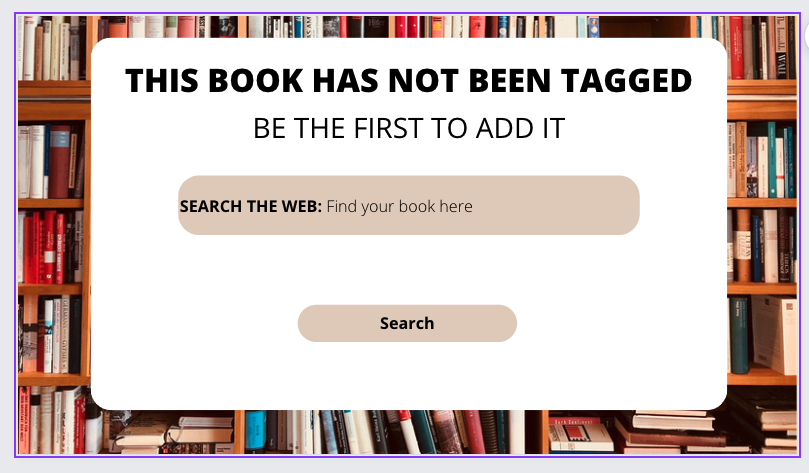 THIS BOOK HAS NOT BEEN TAGGED
BE THE FIRST TO ADD IT
SEARCH THE WEB: Find your book here
Search